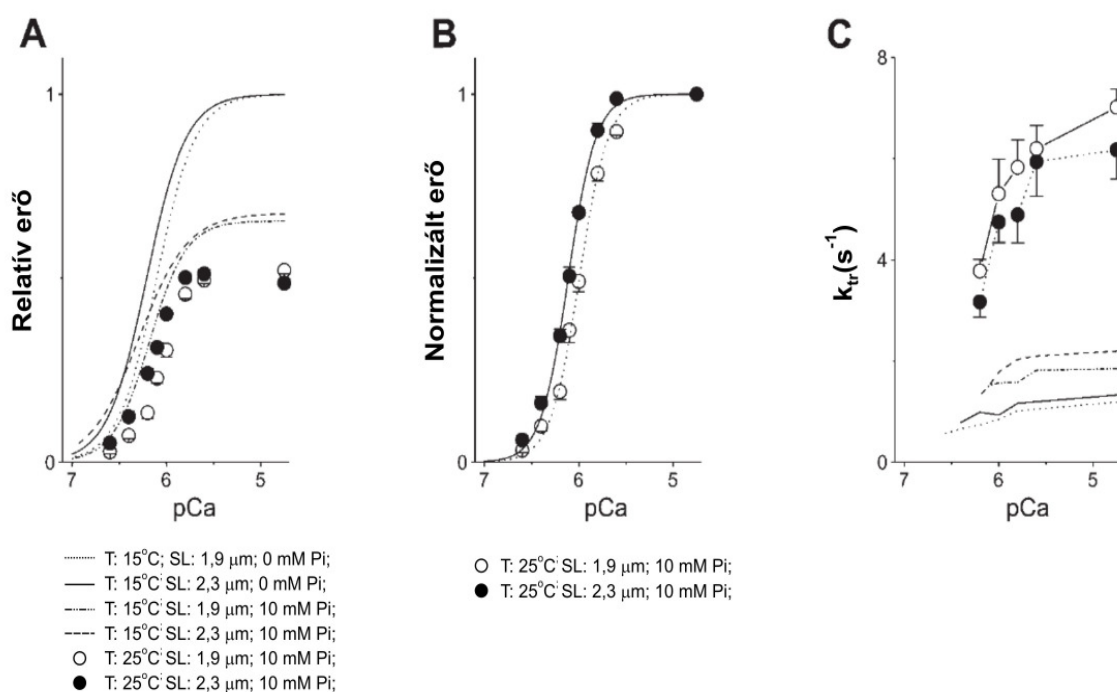 A
B
C
Relatív erő
1
0
7
6
5
pCa
Normalizált erő
1
0
7
6
5
pCa
k_tr(s⁻¹)
8
4
0
7
6
5
pCa
T: 15°C; SL: 1,9 μm; 0 mM Pi;
T: 15°C; SL: 2,3 μm; 0 mM Pi;
T: 15°C; SL: 1,9 μm; 10 mM Pi;
T: 15°C; SL: 2,3 μm; 10 mM Pi;
T: 25°C; SL: 1,9 μm; 10 mM Pi;
T: 25°C; SL: 2,3 μm; 10 mM Pi;
T: 25°C; SL: 1,9 μm; 10 mM Pi;
T: 25°C; SL: 2,3 μm; 10 mM Pi;